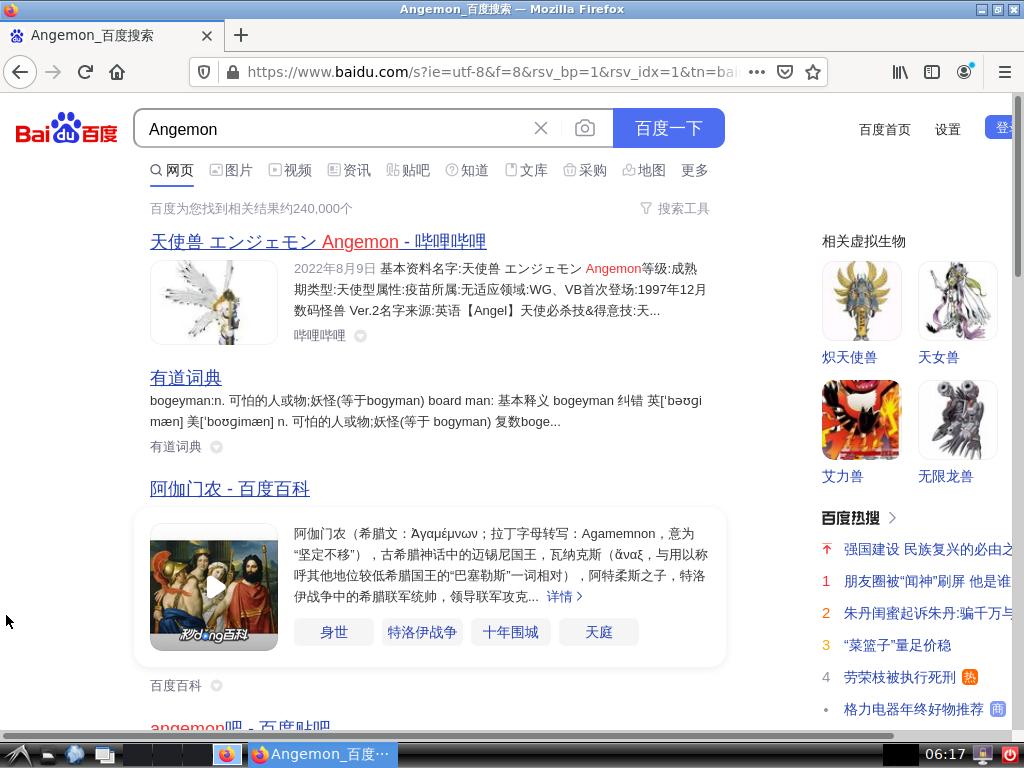 Angemon_百度搜索 — Mozilla Firefox
Angemon_百度搜索
https://www.baidu.com/s?ie=utf-8&f=8&rsv_bp=1&rsv_idx=1&tn=bai
Bai du 百度
Angemon
百度一下
百度首页
设置
登录
网页
图片
视频
资讯
贴吧
知道
文库
采购
地图
更多
百度为您找到相关结果约240,000个
搜索工具
天使兽 エンジェモン Angemon - 哔哩哔哩
2022年8月9日 基本资料名字:天使兽 エンジェモン Angemon等级:成熟
期类型:天使型属性:疫苗所属:无适应领域:WG、VB首次登场:1997年12月
数码怪兽 Ver.2名字来源:英语【Angel】天使必杀技&得意技:天...
哔哩哔哩
有道词典
bogeyman:n. 可怕的人或物;妖怪(等于bogyman) board man: 基本释义 bogeyman 纠错 英['bəʊgi
mæn] 美['boʊgimæn] n. 可怕的人或物;妖怪(等于 bogyman) 复数boge...
有道词典
阿伽门农 - 百度百科
阿伽门农（希腊文：Ἀγαμέμνων；拉丁字母转写：Agamemnon，意为
“坚定不移”），古希腊神话中的迈锡尼国王，瓦纳克斯（ἄναξ，与用以称
呼其他地位较低希腊国王的“巴塞勒斯”一词相对），阿特柔斯之子，特洛
伊战争中的希腊联军统帅，领导联军攻克... 详情
秒dong百科
身世
特洛伊战争
十年围城
天庭
百度百科
angemon吧 - 百度贴吧
相关虚拟生物
炽天使兽
天女兽
艾力兽
无限龙兽
百度热搜
强国建设 民族复兴的必由之
1 朋友圈被“闻神”刷屏 他是谁
2 朱丹闺蜜起诉朱丹:骗千万与
3 “菜篮子”量足价稳
4 劳荣枝被执行死刑 热
• 格力电器年终好物推荐 商
Angemon_百度···
06:17